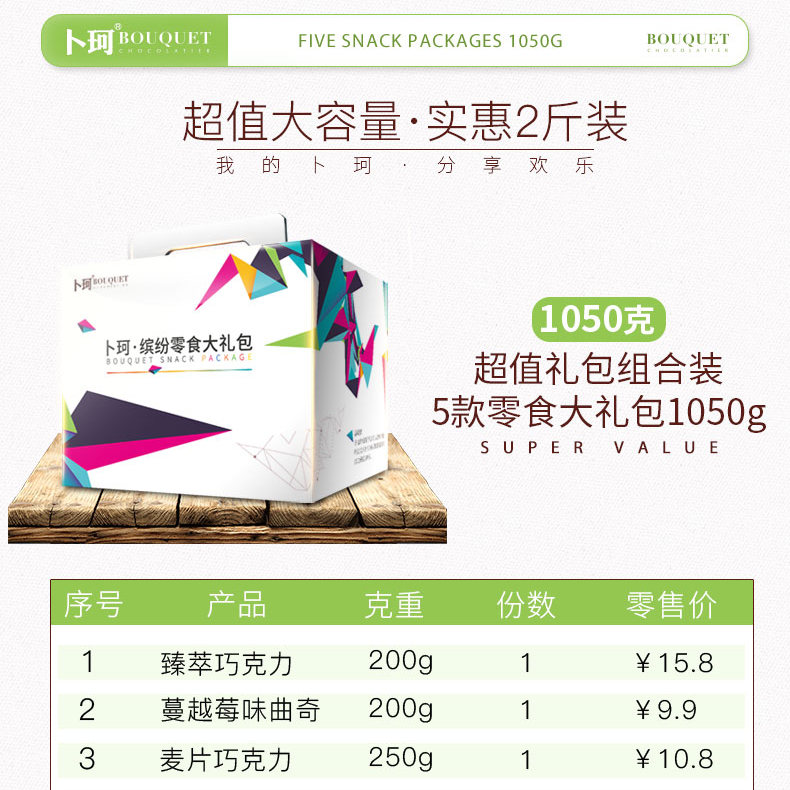 卜珂® BOUQUET CHOCOLATIER
FIVE SNACK PACKAGES 1050G
BOUQUET
CHOCOLATIER
超值大容量·实惠2斤装
我的卜珂·分享欢乐
卜珂® BOUQUET
卜珂·缤纷零食大礼包
BOUQUET SNACK PACKAGE
1050克
超值礼包组合装
5款零食大礼包1050g
SUPER VALUE
序号 产品 克重 份数 零售价
1 臻萃巧克力 200g 1 ￥15.8
2 蔓越莓味曲奇 200g 1 ￥9.9
3 麦片巧克力 250g 1 ￥10.8